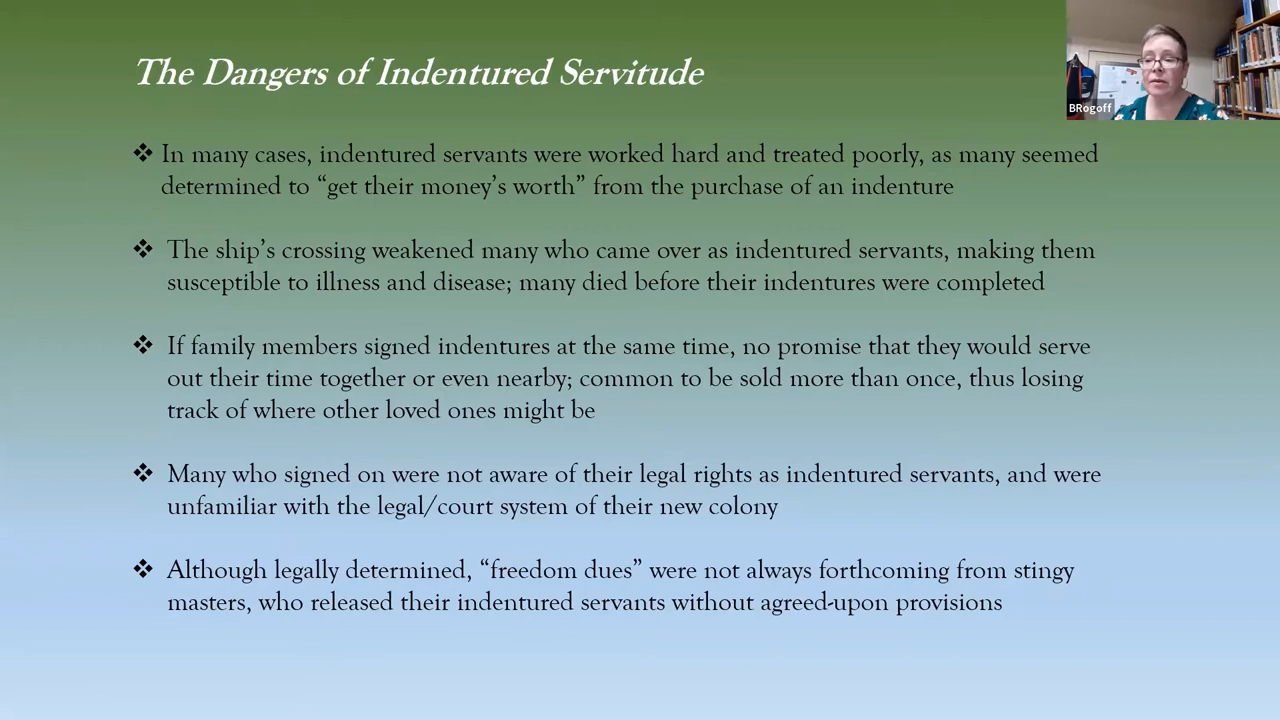 The Dangers of Indentured Servitude
BRogoff
❖ In many cases, indentured servants were worked hard and treated poorly, as many seemed
determined to “get their money’s worth” from the purchase of an indenture
❖ The ship’s crossing weakened many who came over as indentured servants, making them
susceptible to illness and disease; many died before their indentures were completed
❖ If family members signed indentures at the same time, no promise that they would serve
out their time together or even nearby; common to be sold more than once, thus losing
track of where other loved ones might be
❖ Many who signed on were not aware of their legal rights as indentured servants, and were
unfamiliar with the legal/court system of their new colony
❖ Although legally determined, “freedom dues” were not always forthcoming from stingy
masters, who released their indentured servants without agreed-upon provisions